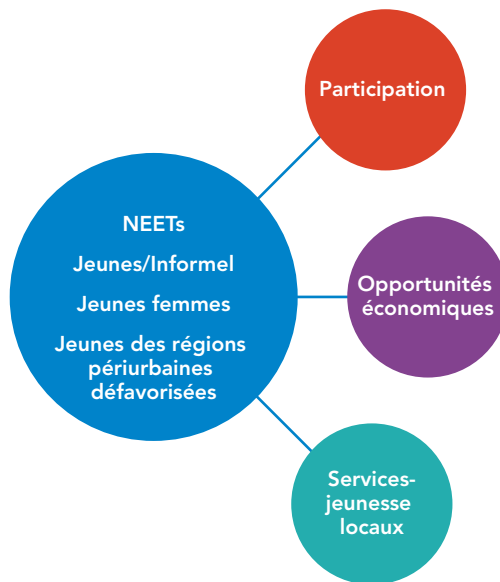 Participation
NEETs
Jeunes/Informel
Jeunes femmes
Jeunes des régions
périurbaines
défavorisées
Opportunités
économiques
Services-
jeunesse
locaux